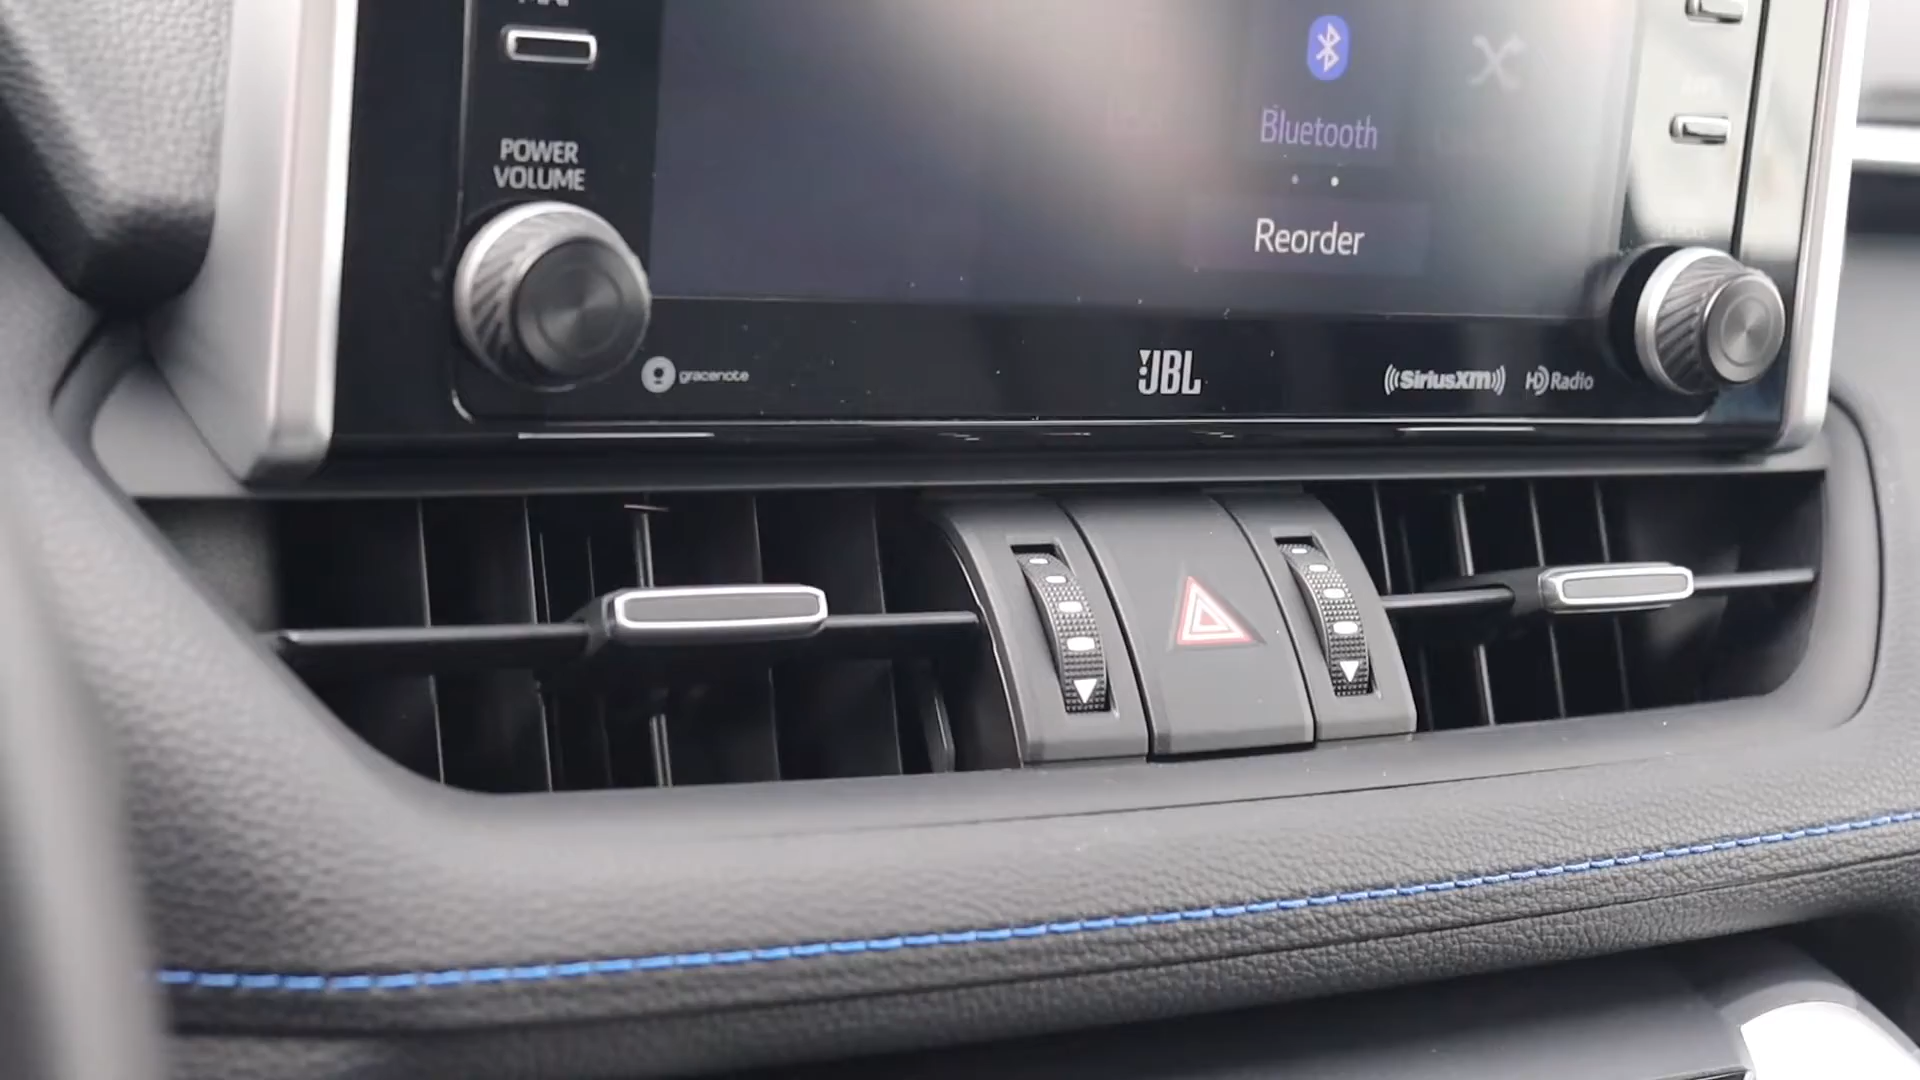 POWER
VOLUME
Bluetooth
Reorder
gracenote
JBL
((SiriusXM))
HD Radio